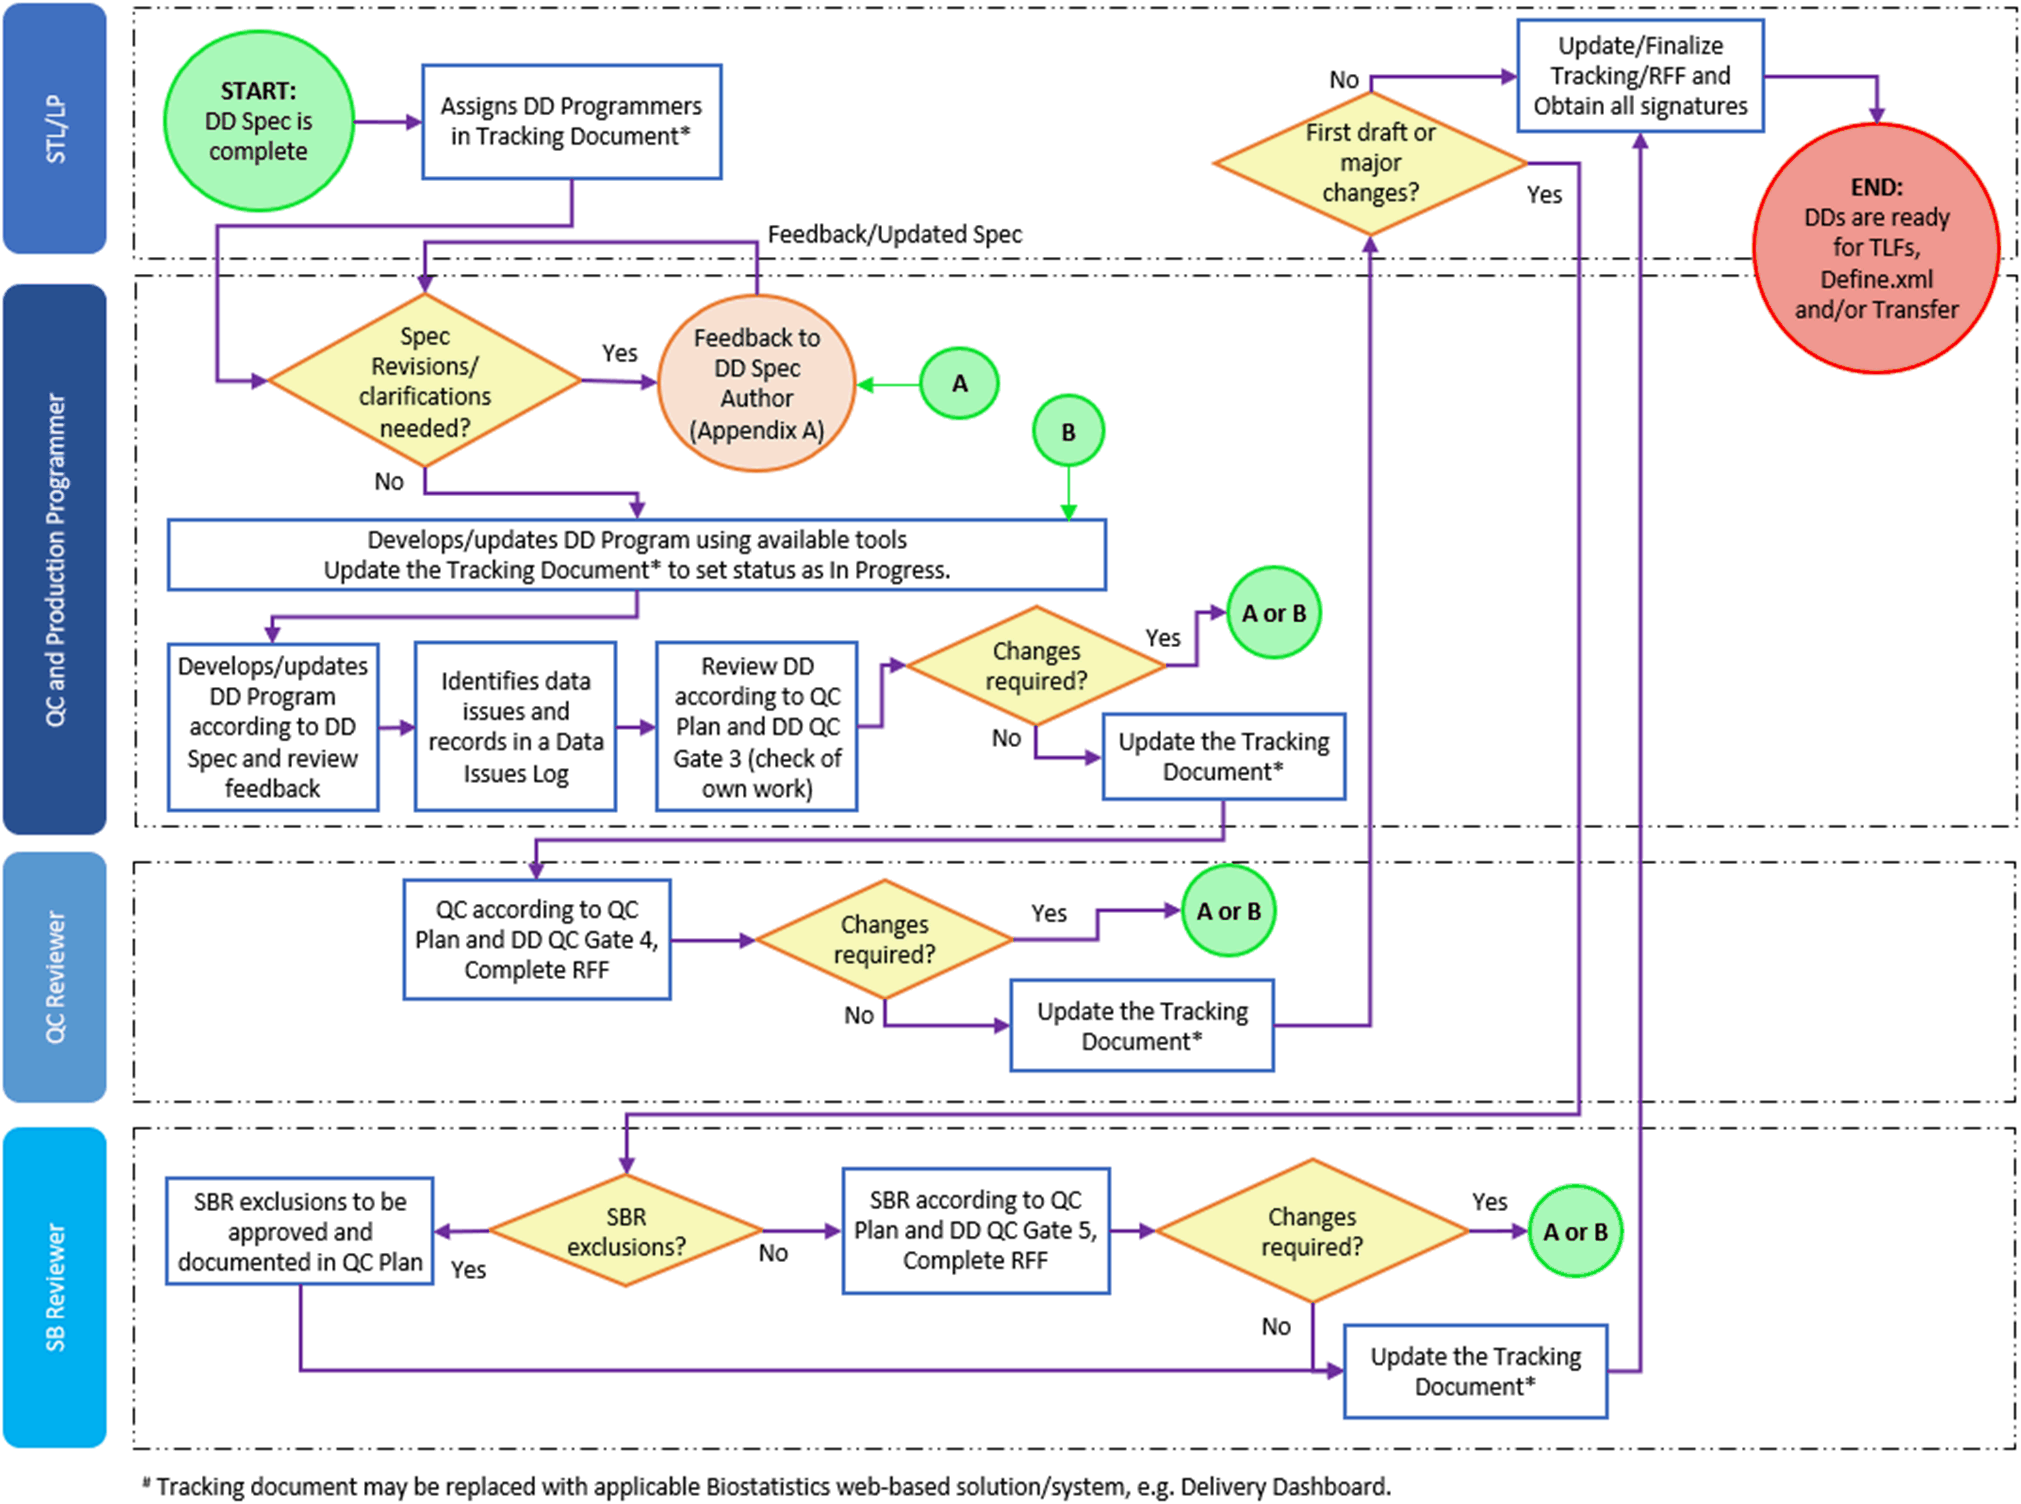 STL/LP
START:
DD Spec is
complete
Assigns DD Programmers
in Tracking Document*
No
First draft or
major
changes?
Yes
Update/Finalize
Tracking/RFF and
Obtain all signatures
END:
DDs are ready
for TLFs,
Define.xml
and/or Transfer
Feedback/Updated Spec
QC and Production Programmer
Spec
Revisions/
clarifications
needed?
Yes
No
Feedback to
DD Spec
Author
(Appendix A)
A
B
Develops/updates DD Program using available tools
Update the Tracking Document* to set status as In Progress.
Develops/updates
DD Program
according to DD
Spec and review
feedback
Identifies data
issues and
records in a Data
Issues Log
Review DD
according to QC
Plan and DD QC
Gate 3 (check of
own work)
Changes
required?
Yes
A or B
No
Update the Tracking
Document*
QC Reviewer
QC according to QC
Plan and DD QC Gate 4,
Complete RFF
Changes
required?
Yes
A or B
No
Update the Tracking
Document*
SB Reviewer
SBR exclusions to be
approved and
documented in QC Plan
Yes
SBR
exclusions?
No
SBR according to QC
Plan and DD QC Gate 5,
Complete RFF
Changes
required?
Yes
A or B
No
Update the Tracking
Document*
# Tracking document may be replaced with applicable Biostatistics web-based solution/system, e.g. Delivery Dashboard.